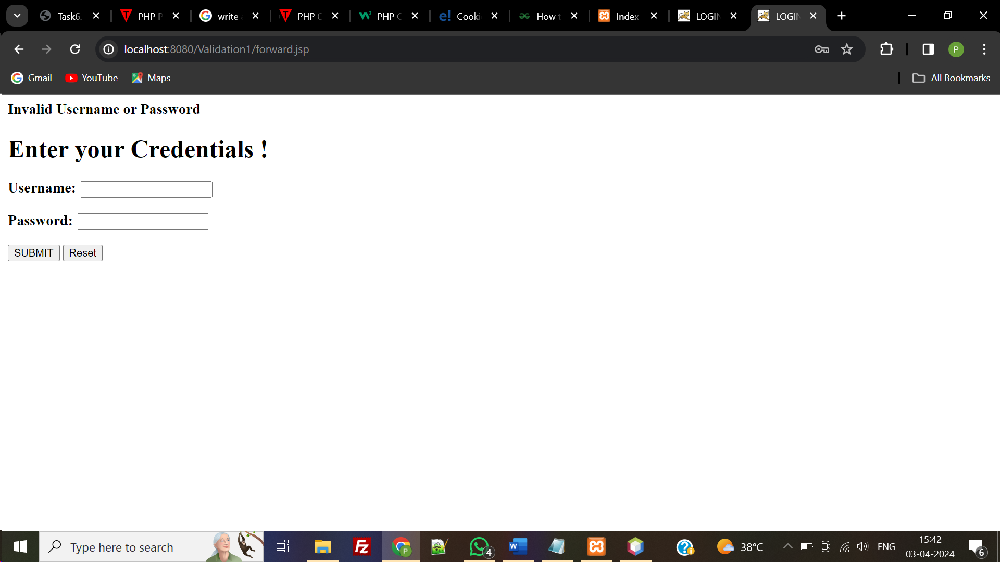 Task6.
PHP P
write
PHP C
PHP C
Cooki
How t
Index
LOGIN
LOGIN
localhost:8080/Validation1/forward.jsp
P
Gmail
YouTube
Maps
All Bookmarks
Invalid Username or Password
Enter your Credentials !
Username:
Password:
SUBMIT Reset
Type here to search
4
38°C
ENG
15:42
03-04-2024
6